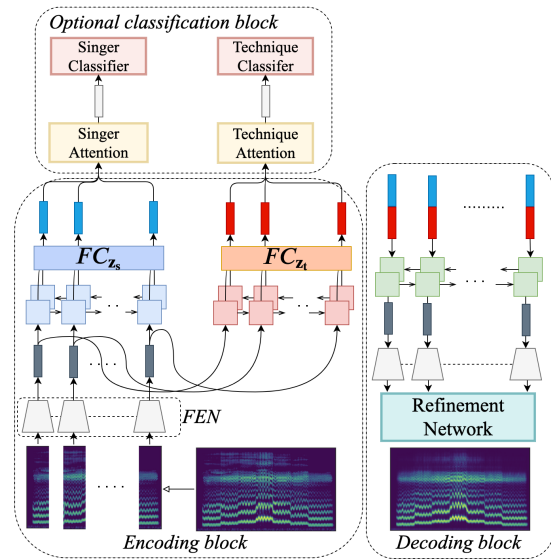 Optional classification block
Singer
Classifier
Technique
Classifer
Singer
Attention
Technique
Attention
FCzs
FCzt
FEN
Encoding block
Refinement
Network
Decoding block